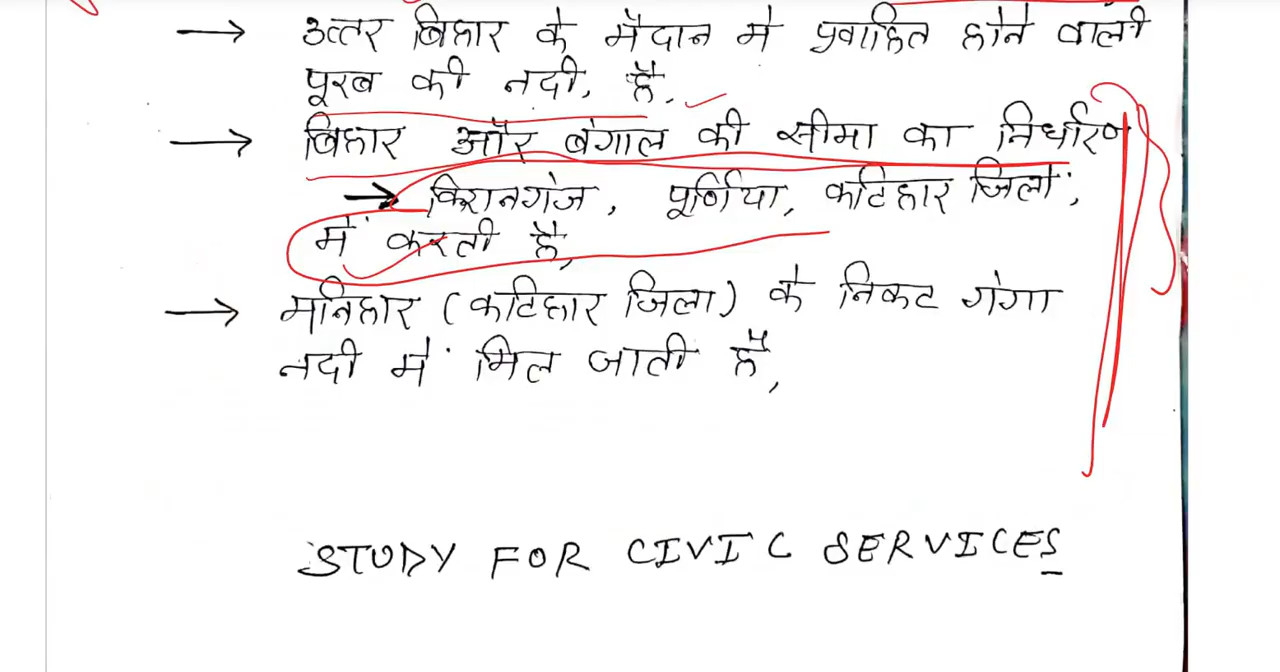 → उत्तर बिहार के मैदान मे प्रवाहित होने वाली
पूरब की नदी, है,
→ बिहार और बंगाल की सीमा का निर्धारण
→ किशनगंज, पूर्णिया, कटिहार जिलों,
में करती है,
→ मनिहार (कटिहार जिला) के निकट गंगा
नदी में मिल जाती है,
STUDY FOR CIVIC SERVICES